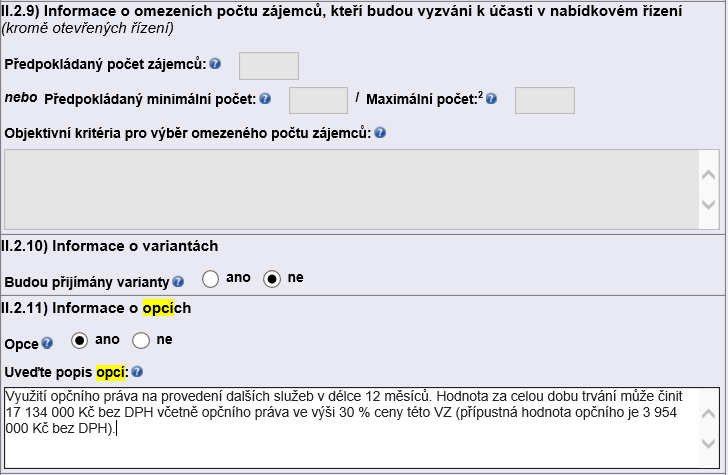 II.2.9) Informace o omezeních počtu zájemců, kteří budou vyzváni k účasti v nabídkovém řízení
(kromě otevřených řízení)
Předpokládaný počet zájemců:
nebo Předpokládaný minimální počet: / Maximální počet:2
Objektivní kritéria pro výběr omezeného počtu zájemců:
II.2.10) Informace o variantách
Budou přijímány varianty ano ne
II.2.11) Informace o opcích
Opce ano ne
Uveďte popis opcí:
Využití opčního práva na provedení dalších služeb v délce 12 měsíců. Hodnota za celou dobu trvání může činit
17 134 000 Kč bez DPH včetně opčního práva ve výši 30 % ceny této VZ (přípustná hodnota opčního je 3 954
000 Kč bez DPH).